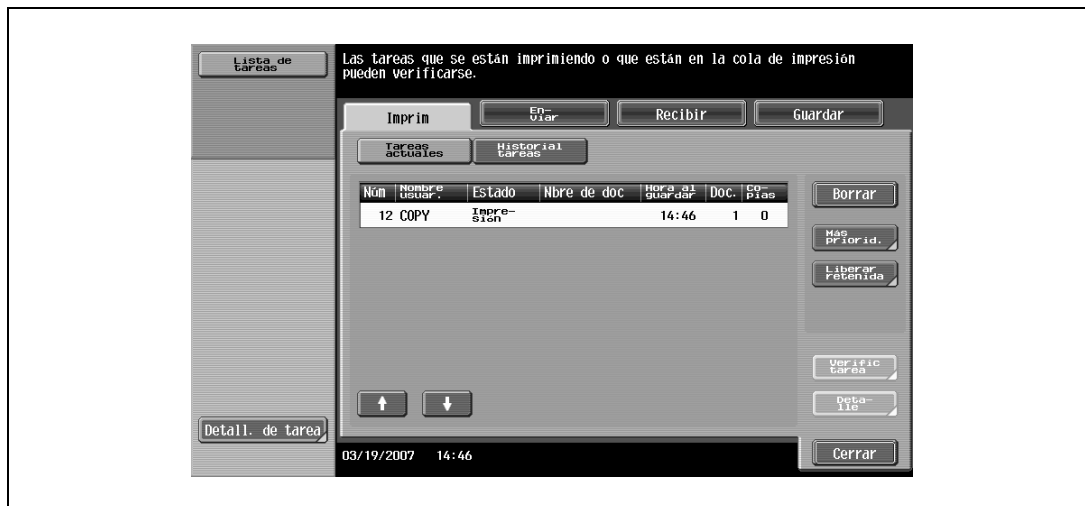 Lista de
tareas
Las tareas que se están imprimiendo o que están en la cola de impresión
pueden verificarse.
Imprim
En-
viar
Recibir
Guardar
Tareas
actuales
Historial
tareas
Núm Nombre usuar. Estado Nbre de doc Hora al guardar Doc. Co-pias
12 COPY Impre-sión 14:46 1 0
Borrar
Más
priorid.
Liberar
retenida
Verific
tarea
Deta-
lle
Detall. de tarea
03/19/2007 14:46
Cerrar